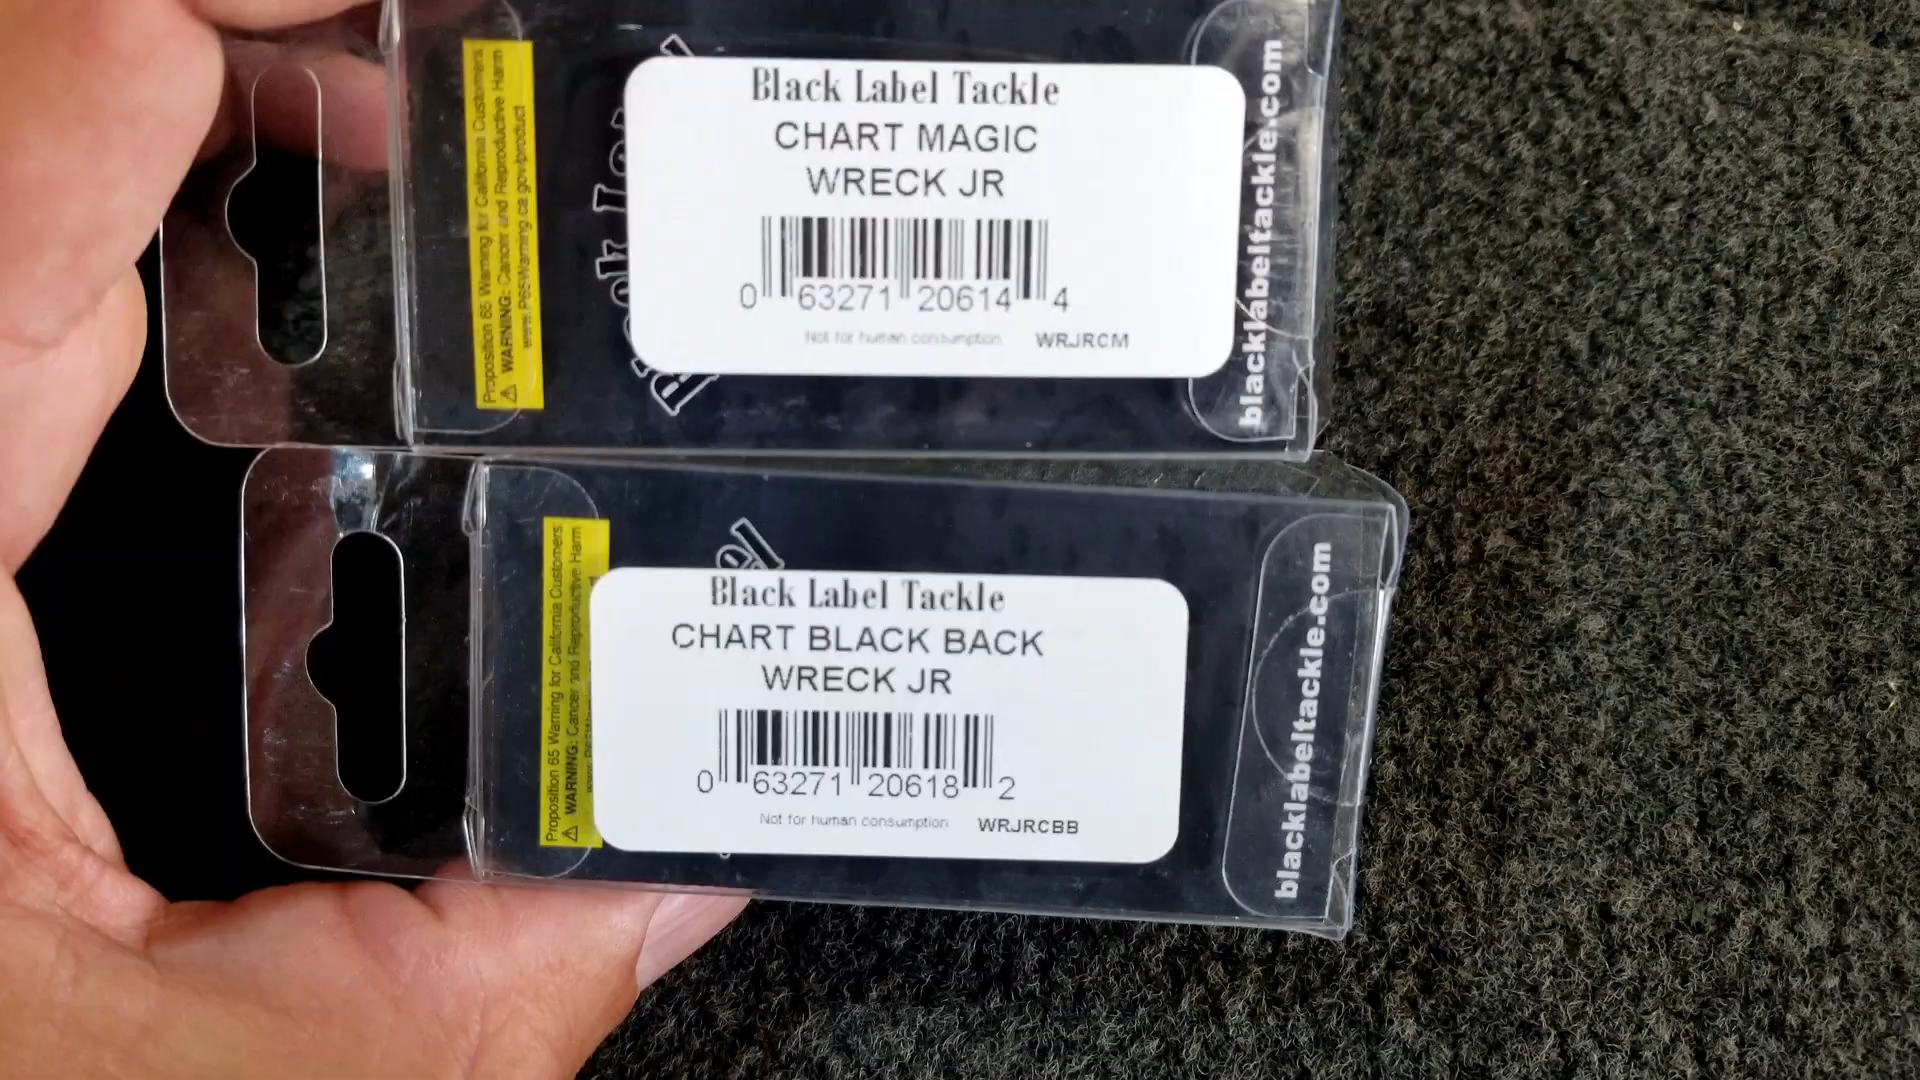 Proposition 65 Warning for California Customers
⚠ WARNING: Cancer and Reproductive Harm
www.P65Warning.ca.gov/product
Black Label Tackle
CHART MAGIC
WRECK JR
0 63271 20614 4
Not for human consumption WRJRCM
blacklabeltackle.com
Proposition 65 Warning for California Customers
⚠ WARNING: Cancer and Reproductive Harm
Black Label Tackle
CHART BLACK BACK
WRECK JR
0 63271 20618 2
Not for human consumption WRJRCBB
blacklabeltackle.com